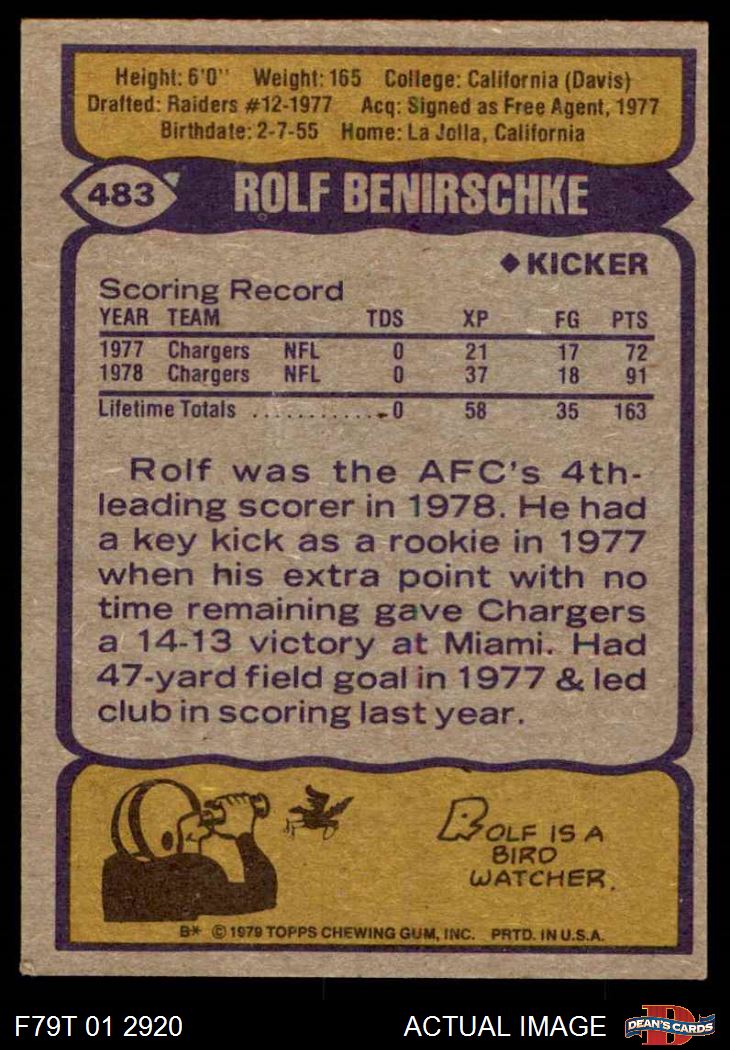 Height: 6'0" Weight: 165 College: California (Davis)
Drafted: Raiders #12-1977 Acq: Signed as Free Agent, 1977
Birthdate: 2-7-55 Home: La Jolla, California
483 ROLF BENIRSCHKE
◆ KICKER
Scoring Record
YEAR TEAM TDS XP FG PTS
1977 Chargers NFL 0 21 17 72
1978 Chargers NFL 0 37 18 91
Lifetime Totals ............. 0 58 35 163
Rolf was the AFC's 4th-
leading scorer in 1978. He had
a key kick as a rookie in 1977
when his extra point with no
time remaining gave Chargers
a 14-13 victory at Miami. Had
47-yard field goal in 1977 & led
club in scoring last year.
ROLF IS A
BIRD
WATCHER.
B* © 1979 TOPPS CHEWING GUM, INC. PRTD. IN U.S.A.
F79T 01 2920 ACTUAL IMAGE D DEAN'S CARDS